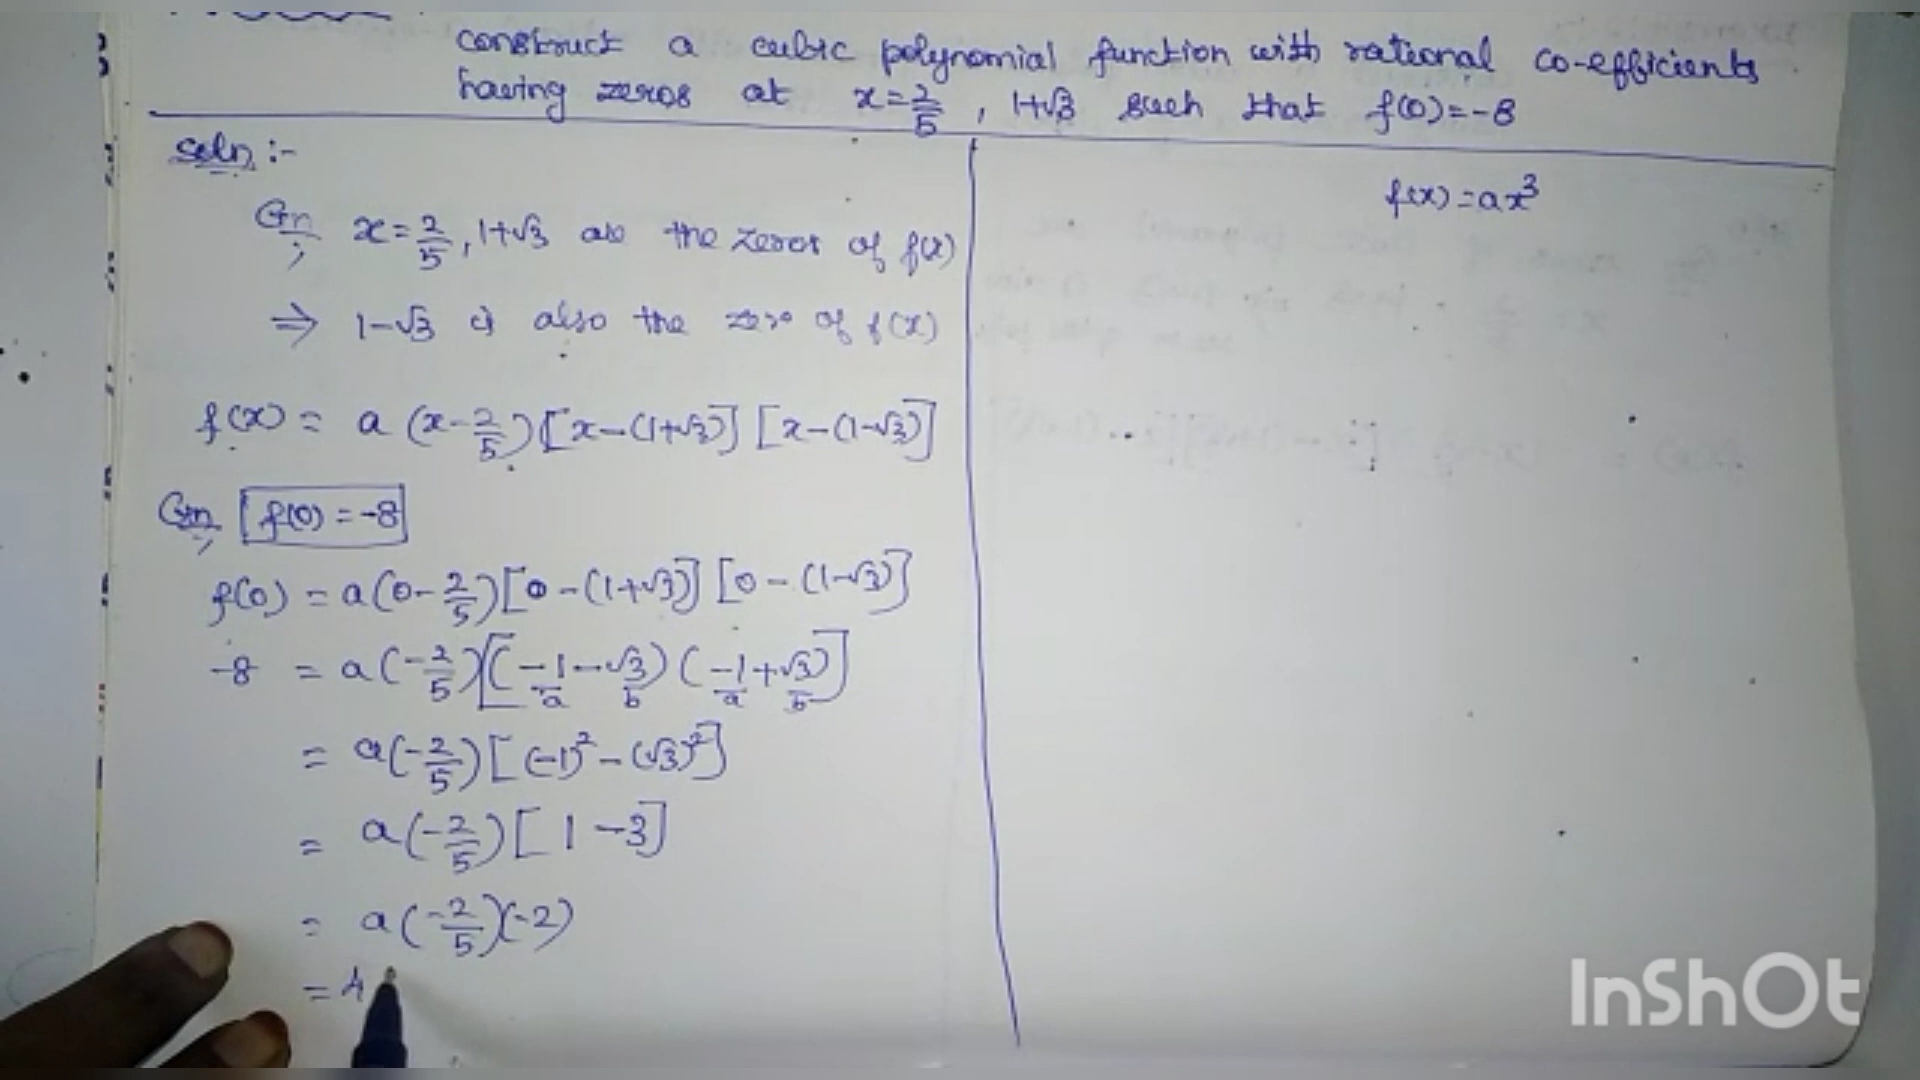 construct a cubic polynomial function with rational co-efficients
having zeros at x=2/5, 1+√3 such that f(0)=-8
Soln :-
Gn; x=2/5, 1+√3 are the zeros of f(x)
⇒ 1-√3 is also the zero of f(x)
f(x) = a(x-2/5)[x-(1+√3)][x-(1-√3)]
Gn; f(0)=-8
f(0) = a(0-2/5)[0-(1+√3)][0-(1-√3)]
-8 = a(-2/5)[(-1-√3)(-1+√3)]
a b a b
= a(-2/5)[(-1)²-(√3)²]
= a(-2/5)[1-3]
= a(-2/5)(-2)
= 4
f(x)=ax³
InShOt